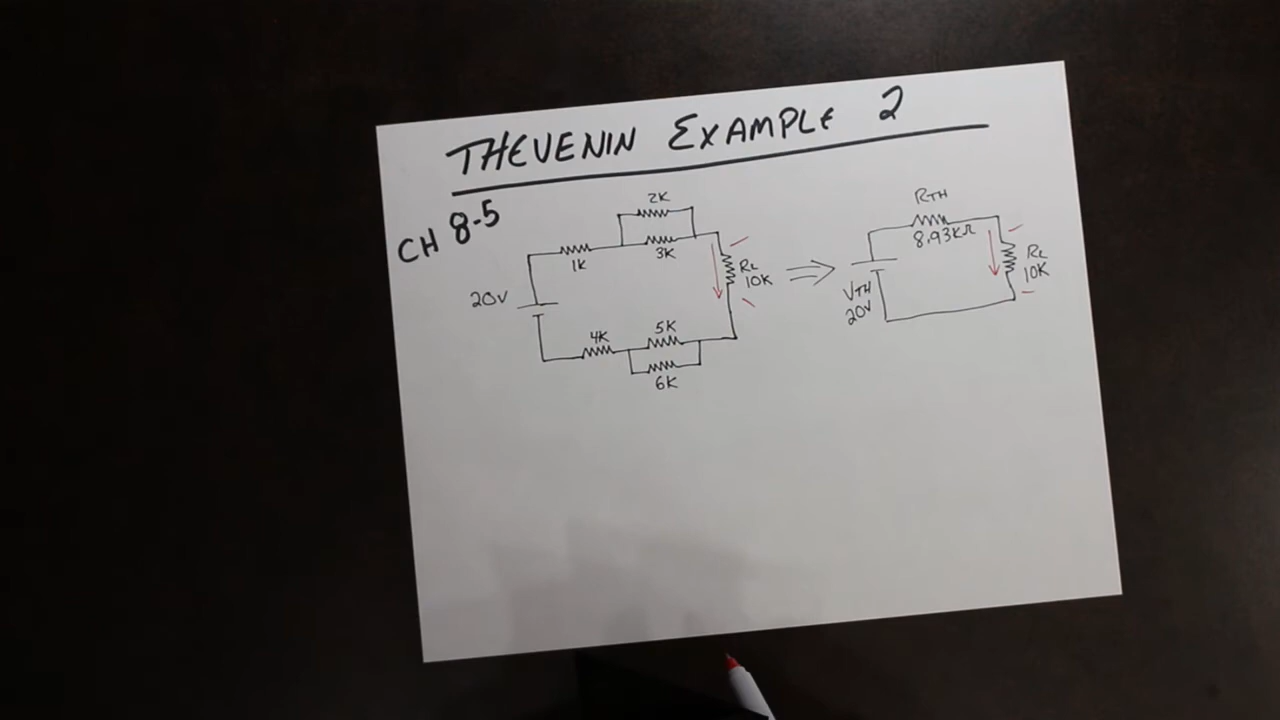 THEVENIN EXAMPLE 2
CH 8-5
2K
1K
3K
20V
RL
10K
4K
5K
6K
RTH
8.93KΩ
VTH
20V
RL
10K